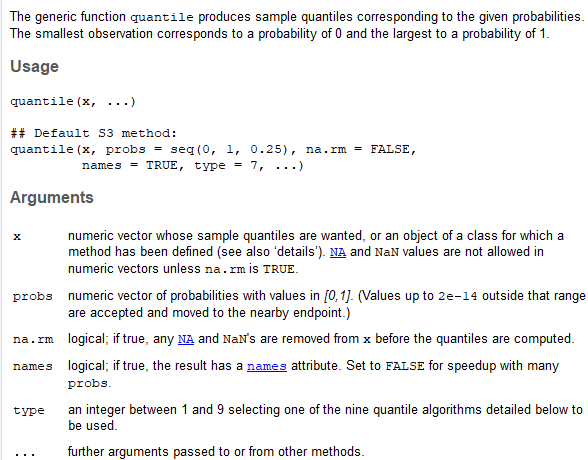 The generic function quantile produces sample quantiles corresponding to the given probabilities.
The smallest observation corresponds to a probability of 0 and the largest to a probability of 1.
Usage
quantile(x, ...)
## Default S3 method:
quantile(x, probs = seq(0, 1, 0.25), na.rm = FALSE,
         names = TRUE, type = 7, ...)
Arguments
x numeric vector whose sample quantiles are wanted, or an object of a class for which a
method has been defined (see also ‘details’). NA and NaN values are not allowed in
numeric vectors unless na.rm is TRUE.
probs numeric vector of probabilities with values in [0,1]. (Values up to 2e-14 outside that range
are accepted and moved to the nearby endpoint.)
na.rm logical; if true, any NA and NaN's are removed from x before the quantiles are computed.
names logical; if true, the result has a names attribute. Set to FALSE for speedup with many
probs.
type an integer between 1 and 9 selecting one of the nine quantile algorithms detailed below to
be used.
... further arguments passed to or from other methods.